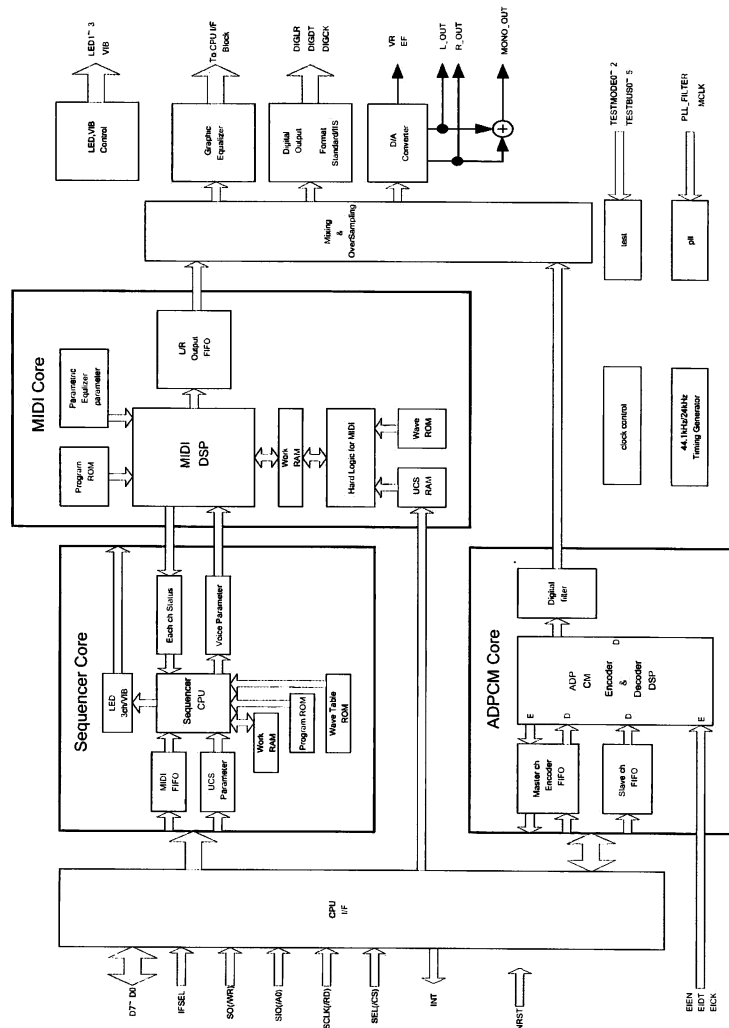 LED1~3
VIB
To CPU I/F
Block
DIGLR
DIGDT
DIGCK
VR
EF
L_OUT
R_OUT
MONO_OUT
TESTMODE0~2
TESTBUS0~5
PLL_FILTER
MCLK
LED,VIB
Control
Graphic
Equalizer
Digital
Output
Format
Standard/IIS
D/A
Converter
test
pll
Mixing
&
OverSampling
MIDI Core
Parametric
Equlizer
parameter
L/R
Output
FIFO
Program
ROM
MIDI
DSP
Work
RAM
Hard Logic for MIDI
Wave
ROM
UCS
RAM
clock control
44.1kHz/24kHz
Timing Generator
Sequencer Core
LED
3ch/VIB
Each ch Status
Voice Parameter
Sequencer
CPU
MIDI
FIFO
UCS
Parameter
Work
RAM
Program ROM
Wave Table
ROM
ADPCM Core
Digital
filter
D
ADP
CM
Encoder
&
Decoder
DSP
E
D
D
E
Master ch
Encoder
FIFO
Slave ch
FIFO
CPU
I/F
D7~D0
IFSEL
SO(/WR)
SIO(/A0)
SCLK(/RD)
SEL(/CS)
INT
NRST
EIEN
EIDT
EICK